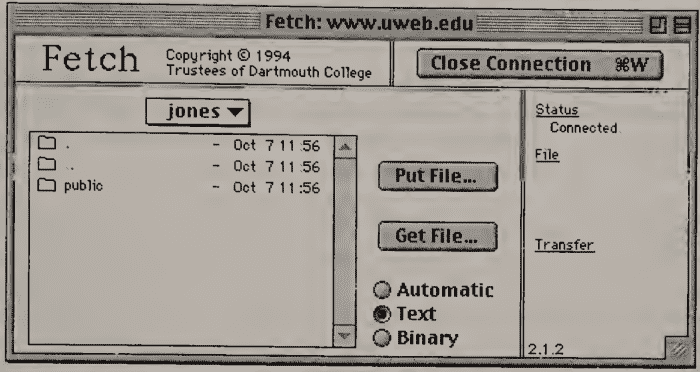 Fetch: www.uweb.edu
Fetch
Copyright © 1994
Trustees of Dartmouth College
Close Connection ⌘W
jones
. - Oct 7 11:56
.. - Oct 7 11:56
public - Oct 7 11:56
Put File...
Get File...
Automatic
Text
Binary
Status
Connected
File
Transfer
2.1.2